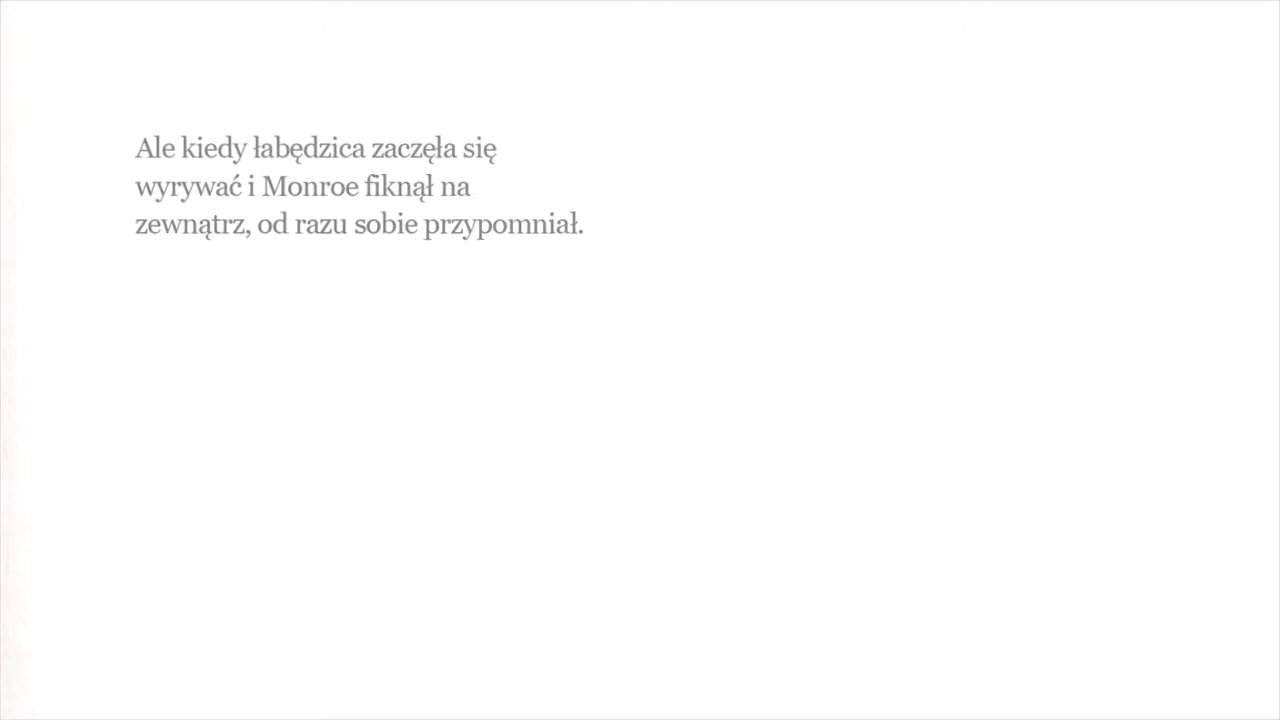 Ale kiedy łabędzica zaczęła się
wyrywać i Monroe fiknął na
zewnątrz, od razu sobie przypomniał.